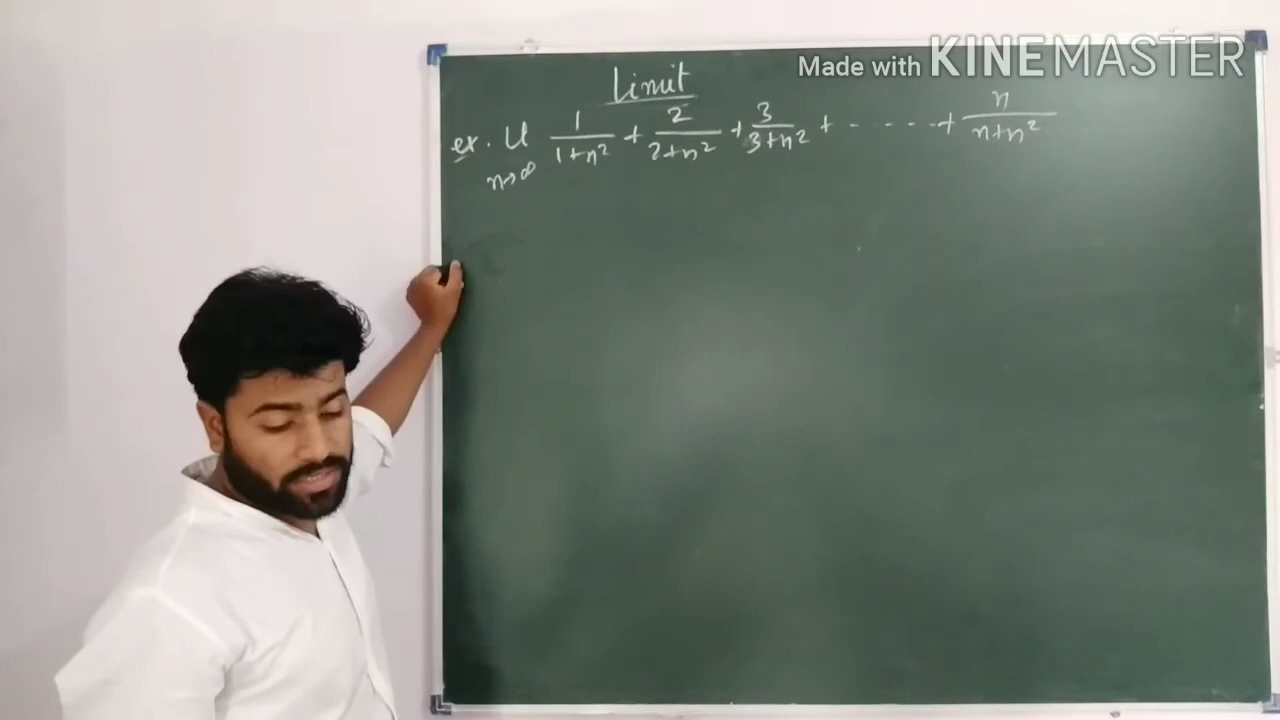 Made with KINEMASTER
Limit
ex. Lt n→∞ 1/(1+n²) + 2/(2+n²) + 3/(3+n²) + ------ + n/(n+n²)